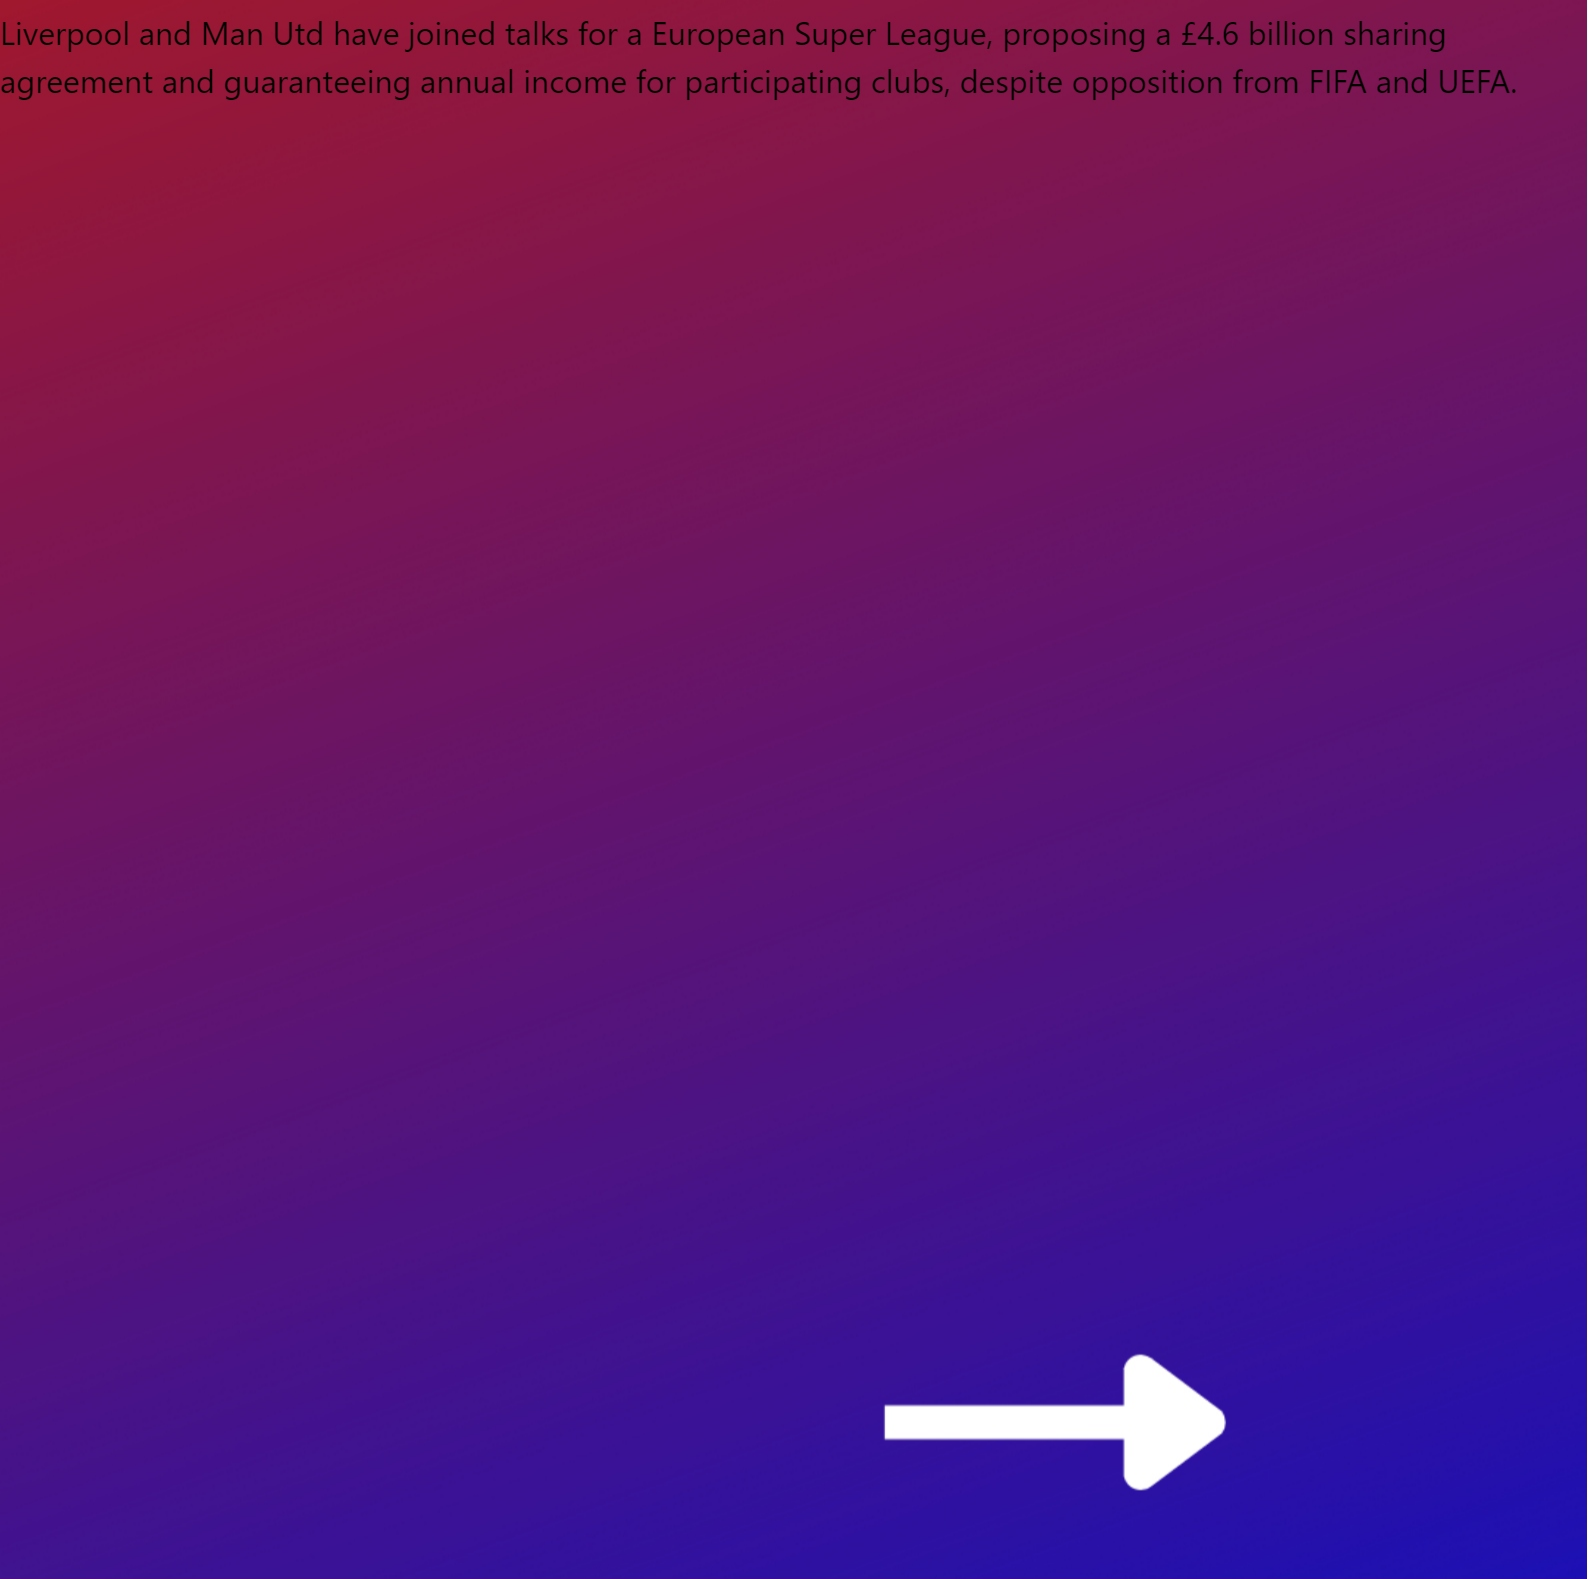 Liverpool and Man Utd have joined talks for a European Super League, proposing a £4.6 billion sharing
agreement and guaranteeing annual income for participating clubs, despite opposition from FIFA and UEFA.